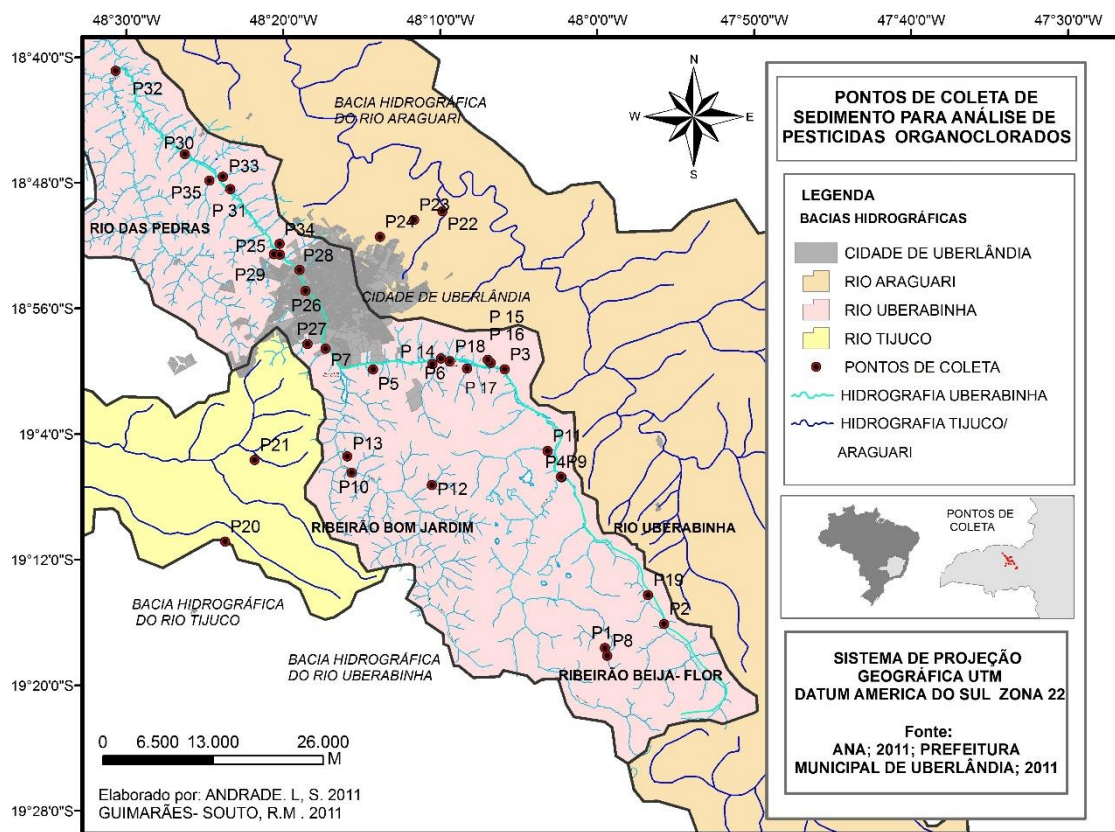 48°30'0"W 48°20'0"W 48°10'0"W 48°00'0"W 47°50'0"W 47°40'0"W 47°30'0"W
18°40'0"S
18°48'0"S
18°56'0"S
19°4'0"S
19°12'0"S
19°20'0"S
19°28'0"S
P32
BACIA HIDROGRÁFICA
DO RIO ARAGUARI
N
W E
S
P30
P33
P35
P 31
P23
P24
P22
RIO DAS PEDRAS
P34
P25
P28
P29
CIDADE DE UBERLÂNDIA
P26
P 15
P 16
P27
P7
P 14
P18
P3
P6
P5
P 17
P11
P13
P21
P4P9
P10
P12
RIBEIRÃO BOM JARDIM
RIO UBERABINHA
P20
P19
P2
BACIA HIDROGRÁFICA
DO RIO TIJUCO
P1
P8
BACIA HIDROGRÁFICA
DO RIO UBERABINHA
RIBEIRÃO BEIJA- FLOR
0 6.500 13.000 26.000
M
Elaborado por: ANDRADE. L, S. 2011
GUIMARÃES- SOUTO, R.M . 2011
PONTOS DE COLETA DE
SEDIMENTO PARA ANÁLISE DE
PESTICIDAS ORGANOCLORADOS
LEGENDA
BACIAS HIDROGRÁFICAS
CIDADE DE UBERLÂNDIA
RIO ARAGUARI
RIO UBERABINHA
RIO TIJUCO
PONTOS DE COLETA
HIDROGRAFIA UBERABINHA
HIDROGRAFIA TIJUCO/
ARAGUARI
PONTOS DE
COLETA
SISTEMA DE PROJEÇÃO
GEOGRÁFICA UTM
DATUM AMERICA DO SUL ZONA 22
Fonte:
ANA; 2011; PREFEITURA
MUNICIPAL DE UBERLÂNDIA; 2011